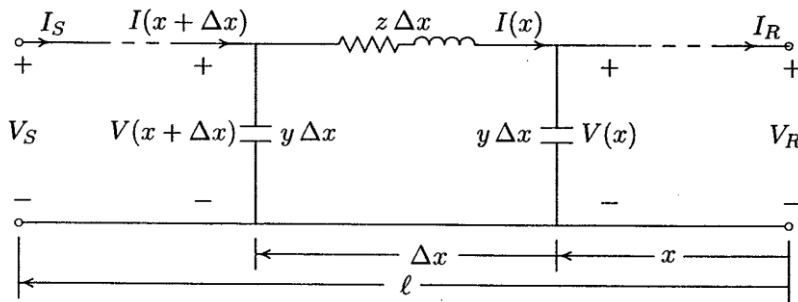 I_S I(x + Δx) z Δx I(x) I_R
+ + + +
V_S V(x + Δx) y Δx y Δx V(x) V_R
− − − −
Δx x
ℓ